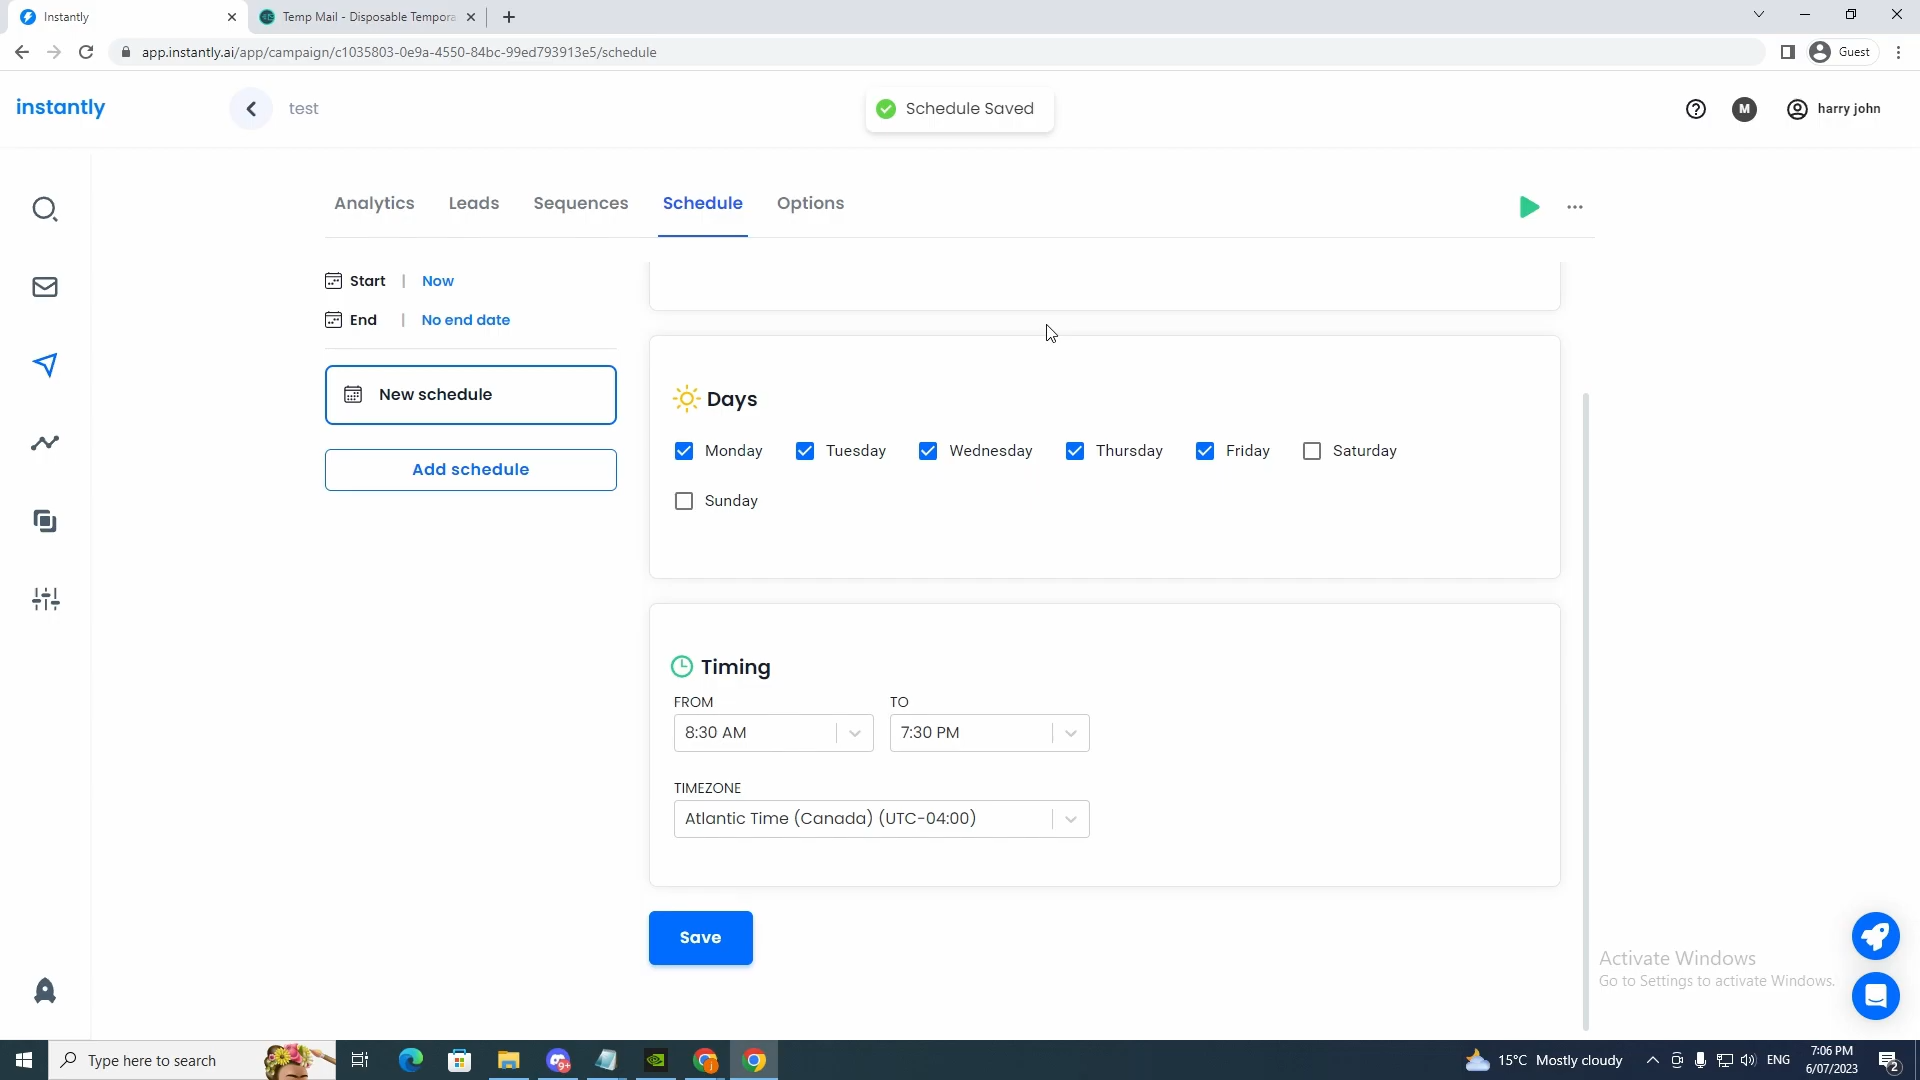 Instantly
Temp Mail - Disposable Tempora
app.instantly.ai/app/campaign/c1035803-0e9a-4550-84bc-99ed793913e5/schedule
Guest
instantly
test
Schedule Saved
M
harry john
Analytics
Leads
Sequences
Schedule
Options
Start | Now
End | No end date
New schedule
Add schedule
Days
Monday
Tuesday
Wednesday
Thursday
Friday
Saturday
Sunday
Timing
FROM
TO
8:30 AM
7:30 PM
TIMEZONE
Atlantic Time (Canada) (UTC-04:00)
Save
Activate Windows
Go to Settings to activate Windows.
Type here to search
9+
15°C Mostly cloudy
ENG
7:06 PM
6/07/2023
2